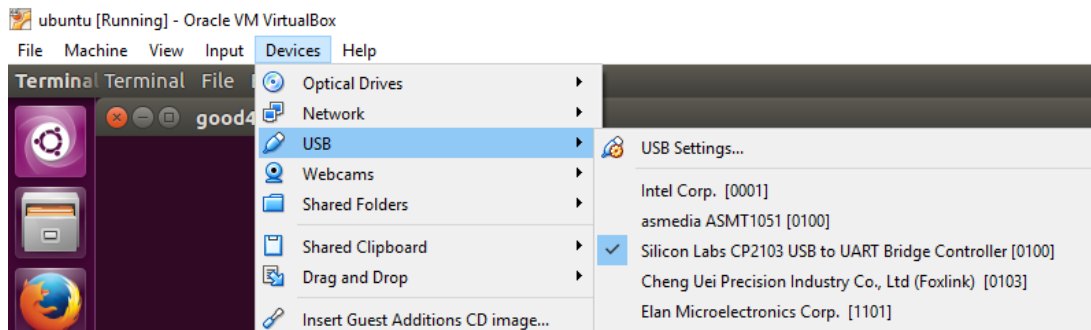 ubuntu [Running] - Oracle VM VirtualBox
File Machine View Input Devices Help
Terminal Terminal File
good4
Optical Drives
Network
USB
Webcams
Shared Folders
Shared Clipboard
Drag and Drop
Insert Guest Additions CD image...
USB Settings...
Intel Corp. [0001]
asmedia ASMT1051 [0100]
Silicon Labs CP2103 USB to UART Bridge Controller [0100]
Cheng Uei Precision Industry Co., Ltd (Foxlink) [0103]
Elan Microelectronics Corp. [1101]